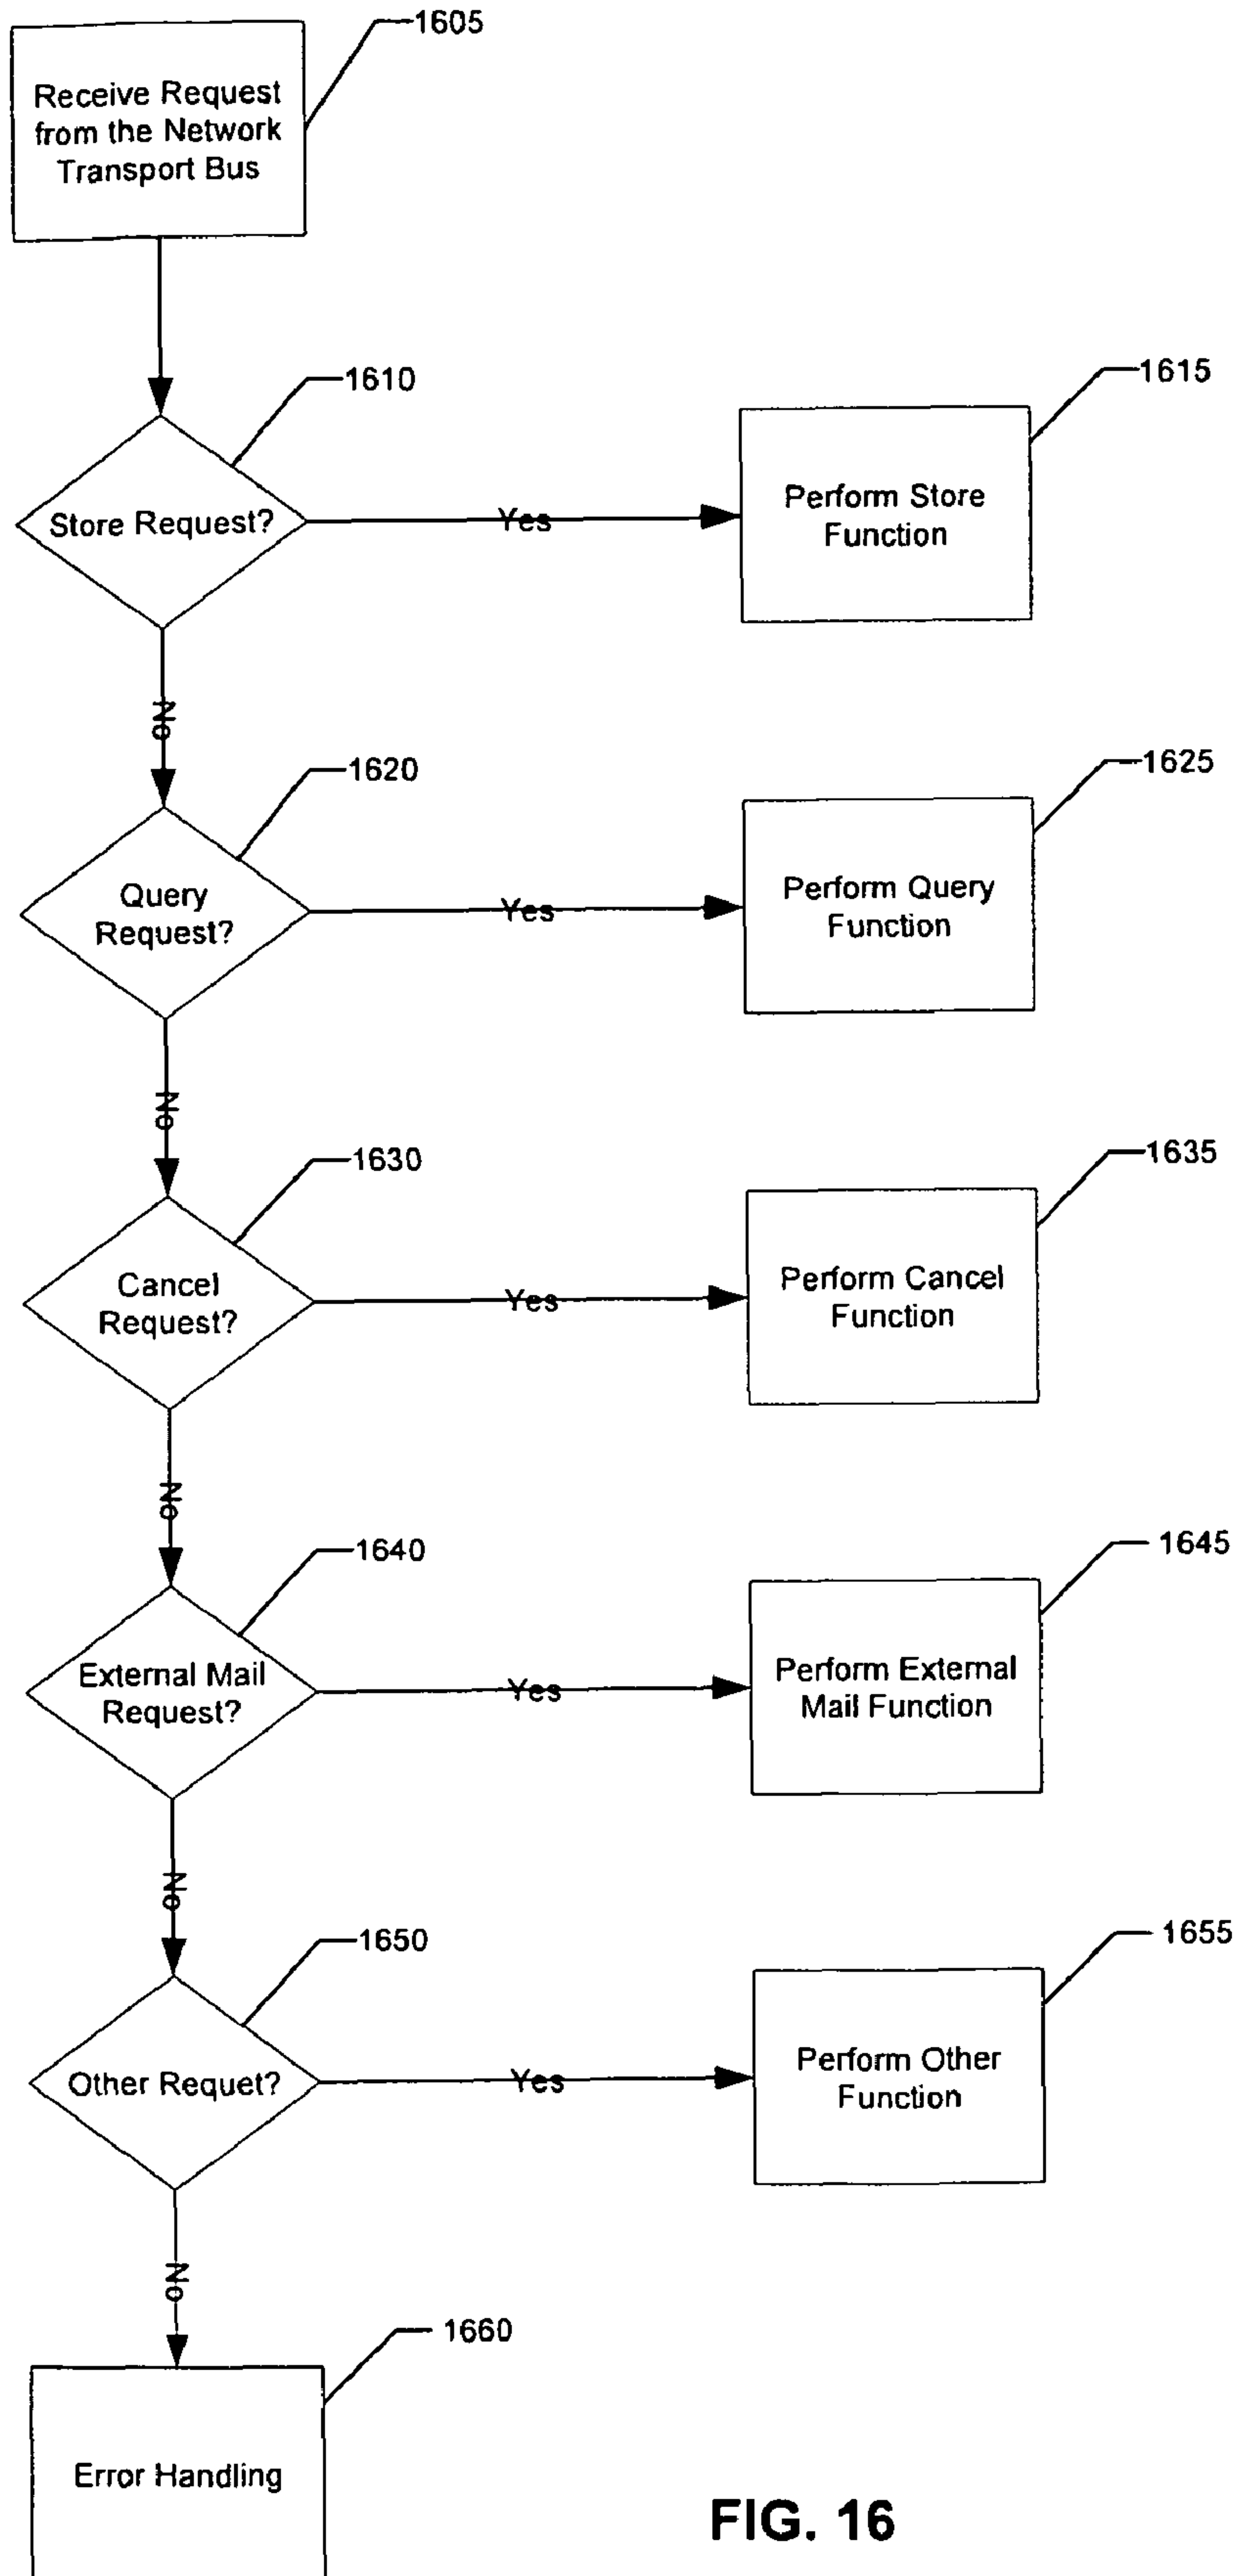 1605
Receive Request
from the Network
Transport Bus
1610
1615
Store Request?
Yes
Perform Store
Function
No
1620
1625
Query
Request?
Yes
Perform Query
Function
No
1630
1635
Cancel
Request?
Yes
Perform Cancel
Function
No
1640
1645
External Mail
Request?
Yes
Perform External
Mail Function
No
1650
1655
Other Requet?
Yes
Perform Other
Function
No
1660
Error Handling
FIG. 16